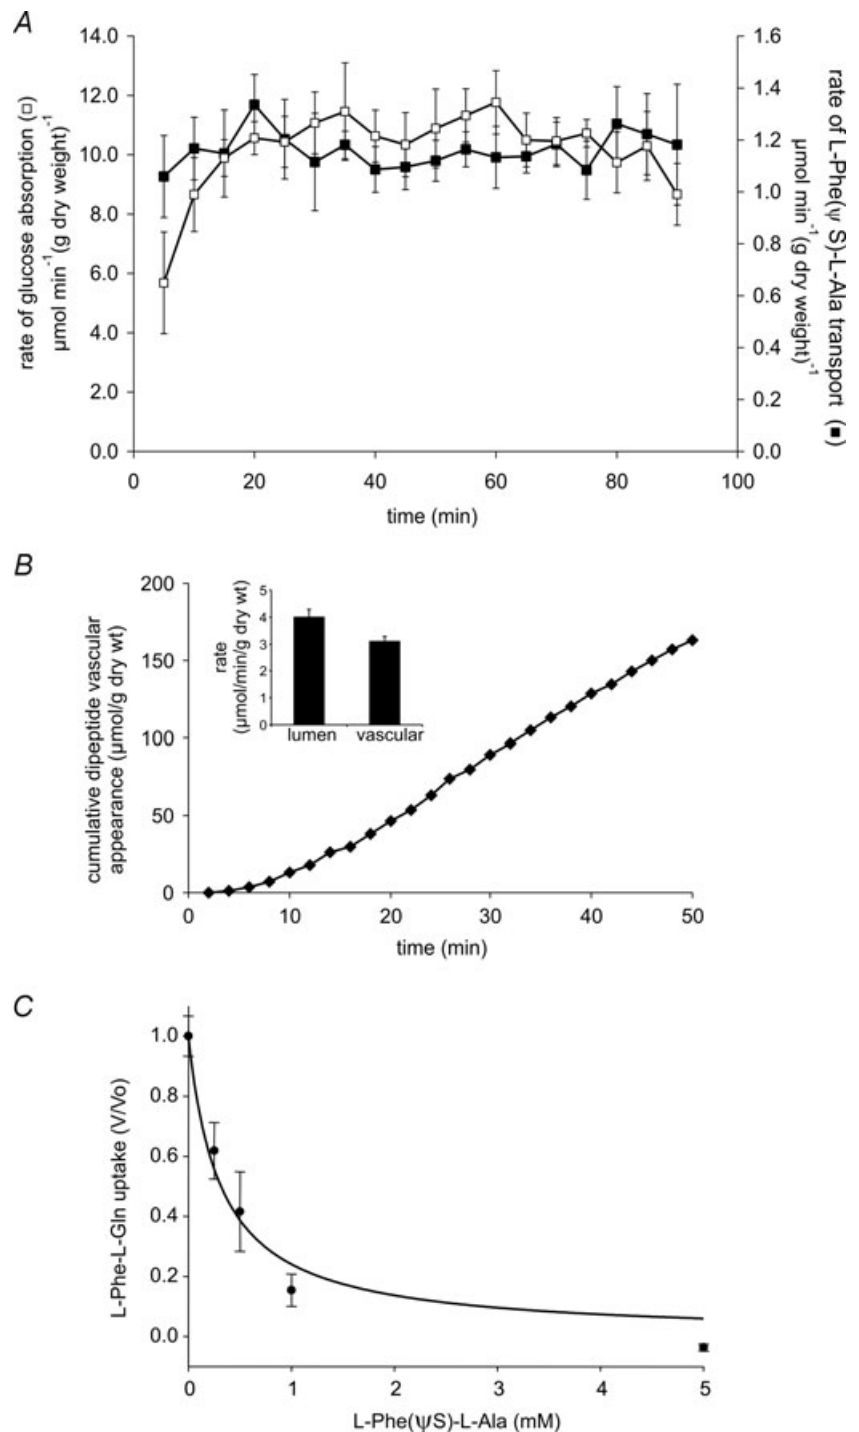 A
14.0
12.0
10.0
8.0
6.0
4.0
2.0
0.0
rate of glucose absorption (□)
µmol min⁻¹(g dry weight)⁻¹
1.6
1.4
1.2
1.0
0.8
0.6
0.4
1.2
0.0
rate of L-Phe(ψ S)-L-Ala transport (■)
µmol min⁻¹(g dry weight)⁻¹
0 20 40 60 80 100
time (min)
B
200
150
100
50
0
cumulative dipeptide vascular
appearance (µmol/g dry wt)
5
4
3
2
1
0
rate
(µmol/min/g dry wt)
lumen vascular
0 10 20 30 40 50
time (min)
C
1.0
0.8
0.6
0.4
0.2
0.0
L-Phe-L-Gln uptake (V/Vo)
0 1 2 3 4 5
L-Phe(ψS)-L-Ala (mM)